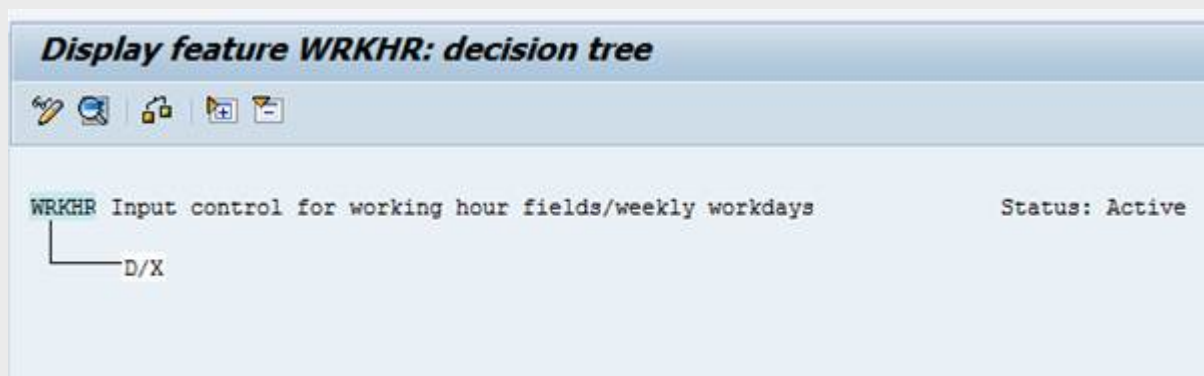 Display feature WRKHR: decision tree
WRKHR Input control for working hour fields/weekly workdays Status: Active
D/X